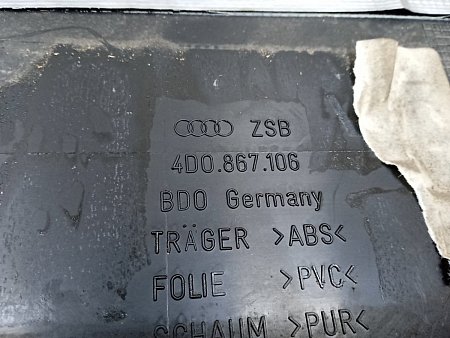 ZSB
4D0.867.106
BDO Germany
TRÄGER >ABS<
FOLIE >PVC<
SCHAUM >PUR<